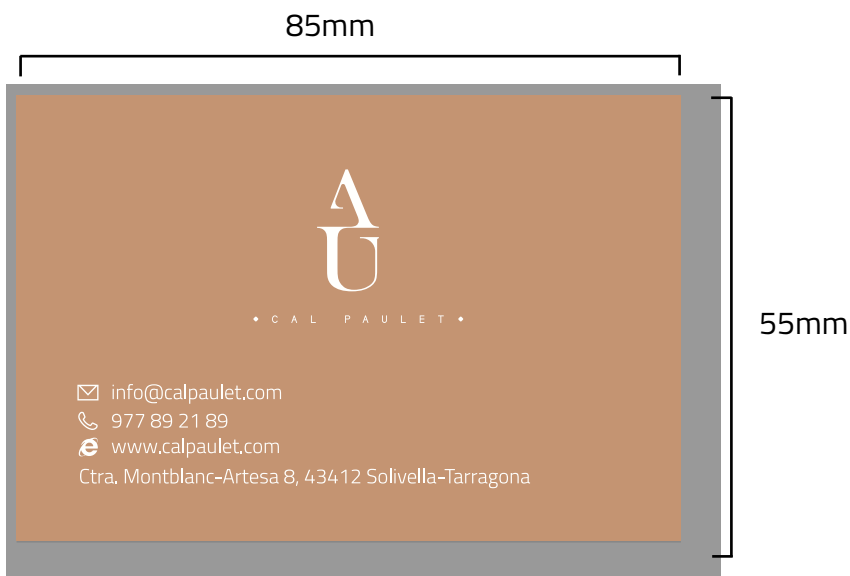 85mm
A
U
• CAL PAULET •
55mm
info@calpaulet.com
977 89 21 89
www.calpaulet.com
Ctra. Montblanc-Artesa 8, 43412 Solivella-Tarragona